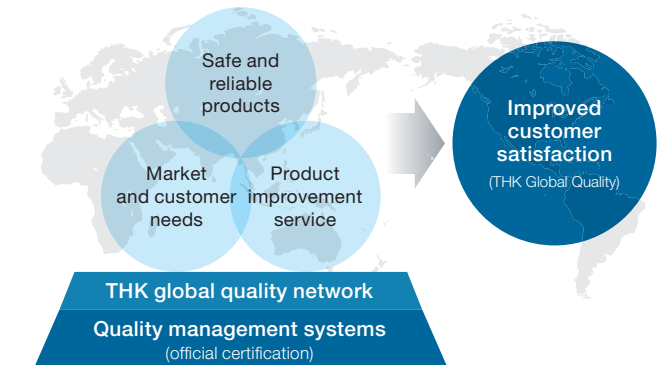 Safe and
reliable
products
Market
and customer
needs
Product
improvement
service
Improved
customer
satisfaction
(THK Global Quality)
THK global quality network
Quality management systems
(official certification)